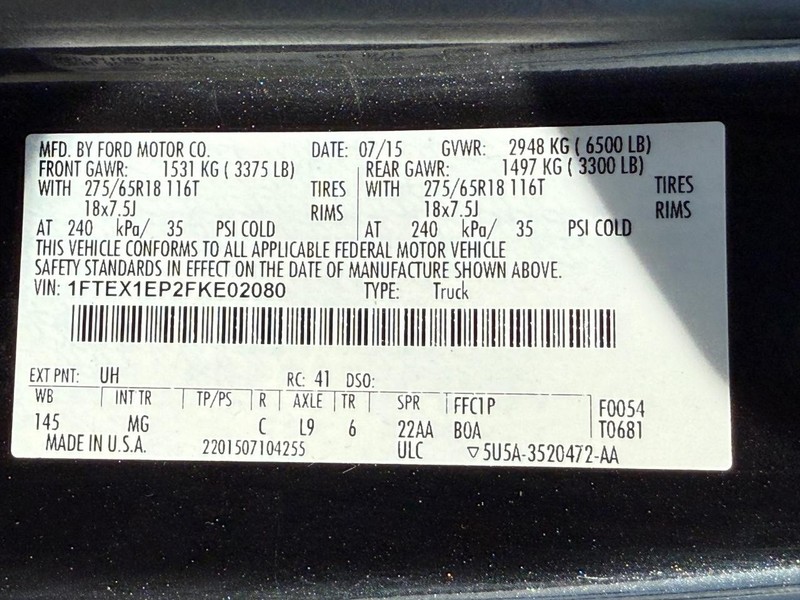 MFD. BY FORD MOTOR CO. DATE: 07/15 GVWR: 2948 KG ( 6500 LB)
FRONT GAWR: 1531 KG ( 3375 LB) REAR GAWR: 1497 KG ( 3300 LB)
WITH 275/65R18 116T TIRES WITH 275/65R18 116T TIRES
18x7.5J RIMS 18x7.5J RIMS
AT 240 kPa/ 35 PSI COLD AT 240 kPa/ 35 PSI COLD
THIS VEHICLE CONFORMS TO ALL APPLICABLE FEDERAL MOTOR VEHICLE
SAFETY STANDARDS IN EFFECT ON THE DATE OF MANUFACTURE SHOWN ABOVE.
VIN: 1FTEX1EP2FKE02080 TYPE: Truck
EXT PNT: UH RC: 41 DSO:
WB INT TR TP/PS R AXLE TR SPR FFC1P F0054
145 MG C L9 6 22AA BOA T0681
MADE IN U.S.A. 2201507104255 ULC ▽5U5A-3520472-AA